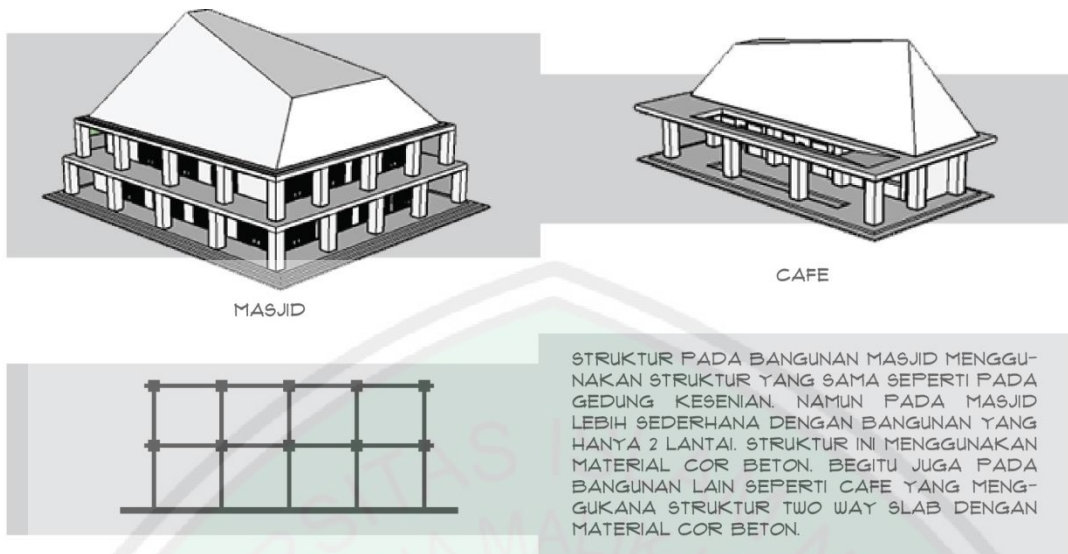 MASJID
CAFE
STRUKTUR PADA BANGUNAN MASJID MENGGU-
NAKAN STRUKTUR YANG SAMA SEPERTI PADA
GEDUNG KESENIAN. NAMUN PADA MASJID
LEBIH SEDERHANA DENGAN BANGUNAN YANG
HANYA 2 LANTAI. STRUKTUR INI MENGGUNAKAN
MATERIAL COR BETON. BEGITU JUGA PADA
BANGUNAN LAIN SEPERTI CAFE YANG MENG-
GUKANA STRUKTUR TWO WAY SLAB DENGAN
MATERIAL COR BETON.